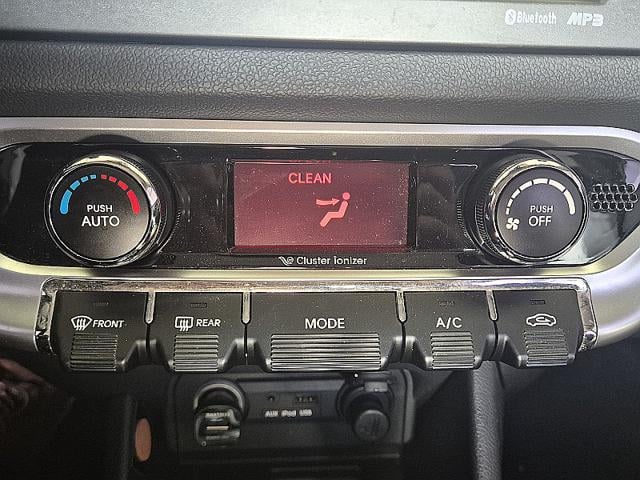 Bluetooth MP3
CLEAN
PUSH
AUTO
PUSH
OFF
Cluster Ionizer
FRONT
REAR
MODE
A/C
AUX iPod USB